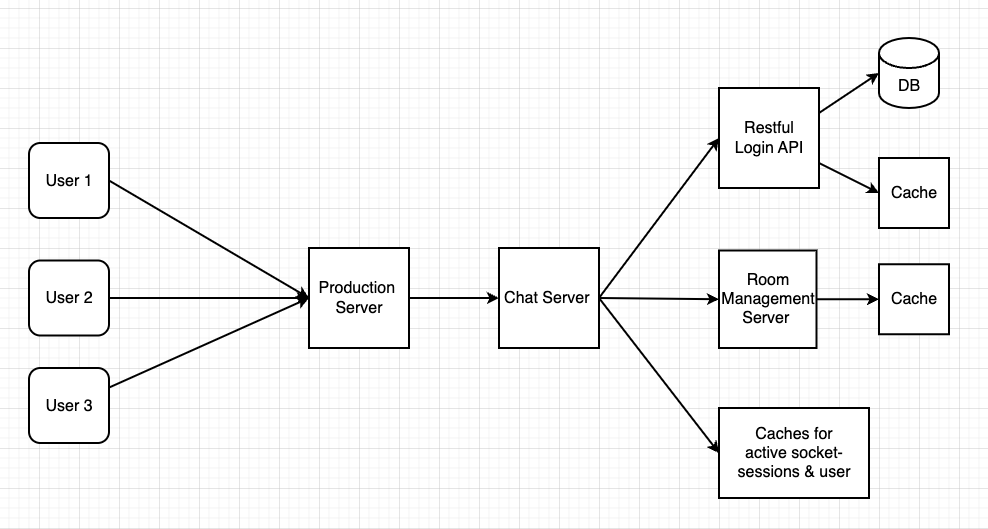 User 1
User 2
User 3
Production
Server
Chat Server
Restful
Login API
DB
Cache
Room
Management
Server
Cache
Caches for
active socket-
sessions & user